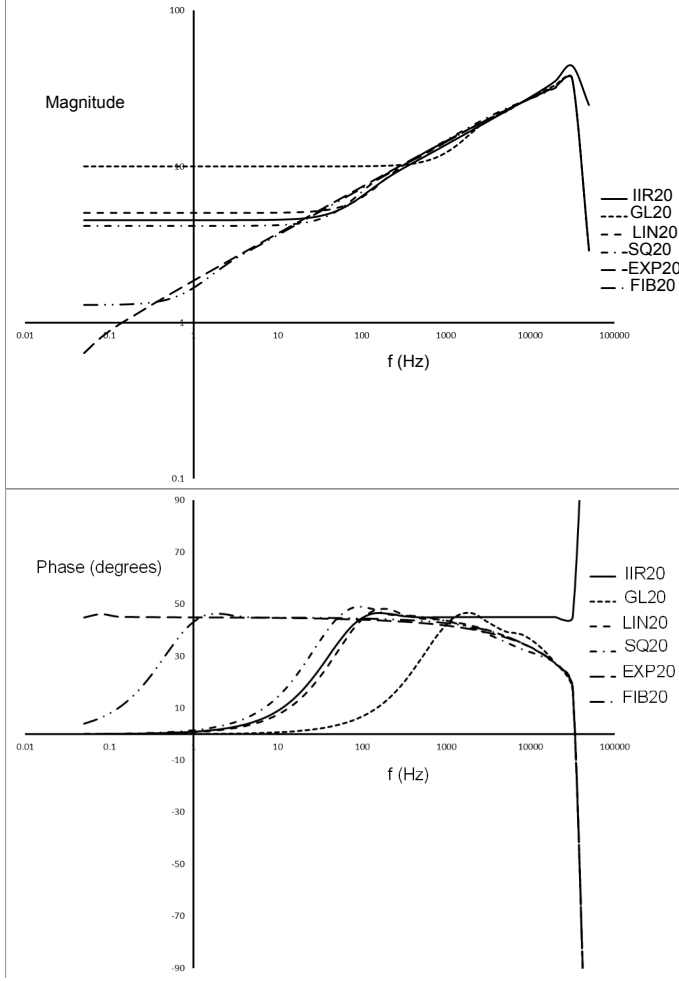 100
Magnitude
10
IIR20
GL20
LIN20
SQ20
EXP20
FIB20
1
0.01
0.1
1
10
100
1000
10000
100000
f (Hz)
0.1
90
70
Phase (degrees)
50
30
10
IIR20
GL20
LIN20
SQ20
EXP20
FIB20
0.01
0.1
1
10
100
1000
10000
100000
-10
f (Hz)
-30
-50
-70
-90